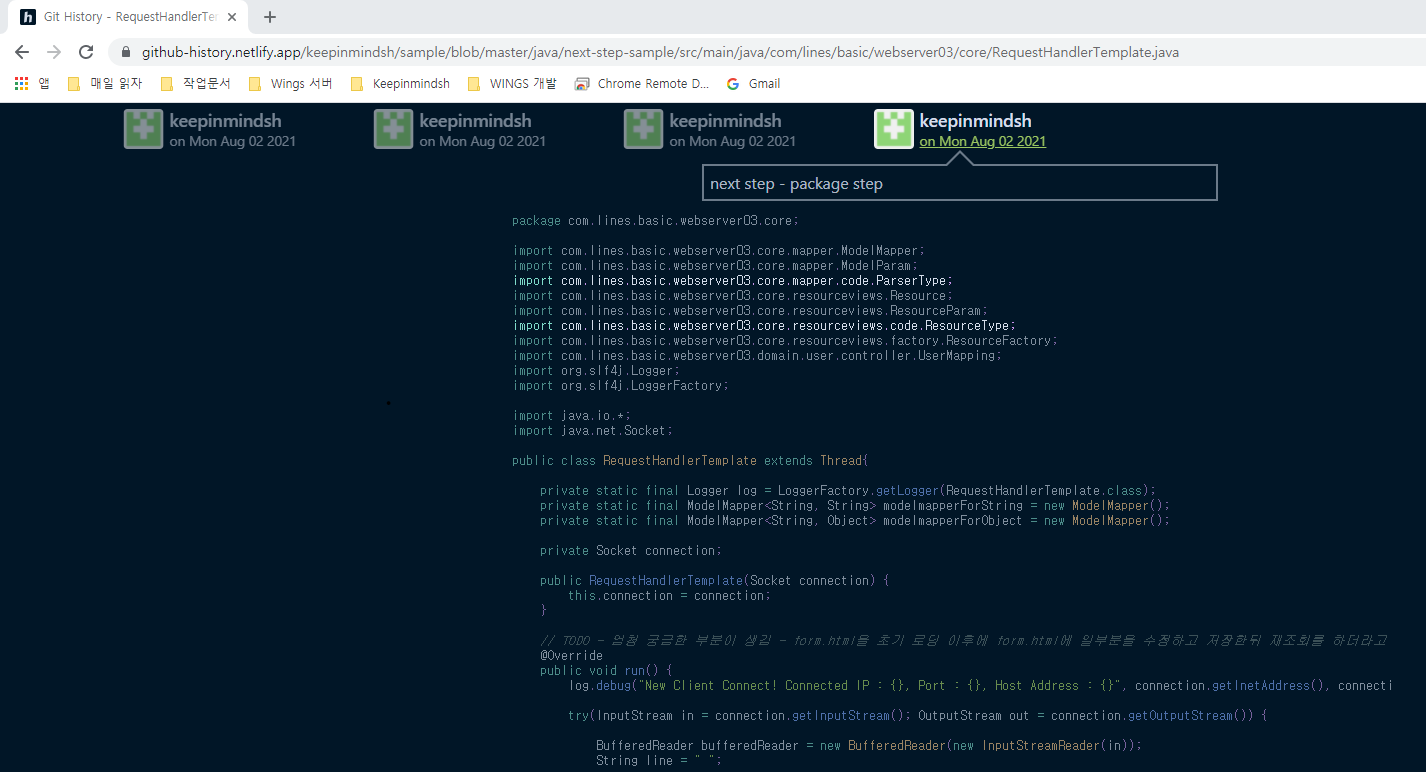 Git History - RequestHandlerTem
github-history.netlify.app/keepinmindsh/sample/blob/master/java/next-step-sample/src/main/java/com/lines/basic/webserver03/core/RequestHandlerTemplate.java
앱 매일 읽자 작업문서 Wings 서버 Keepinmindsh WINGS 개발 Chrome Remote D... Gmail
keepinmindsh keepinmindsh keepinmindsh keepinmindsh
on Mon Aug 02 2021 on Mon Aug 02 2021 on Mon Aug 02 2021 on Mon Aug 02 2021
next step - package step
package com.lines.basic.webserver03.core;
import com.lines.basic.webserver03.core.mapper.ModelMapper;
import com.lines.basic.webserver03.core.mapper.ModelParam;
import com.lines.basic.webserver03.core.mapper.code.ParserType;
import com.lines.basic.webserver03.core.resourceviews.Resource;
import com.lines.basic.webserver03.core.resourceviews.ResourceParam;
import com.lines.basic.webserver03.core.resourceviews.code.ResourceType;
import com.lines.basic.webserver03.core.resourceviews.factory.ResourceFactory;
import com.lines.basic.webserver03.domain.user.controller.UserMapping;
import org.slf4j.Logger;
import org.slf4j.LoggerFactory;
import java.io.*;
import java.net.Socket;
public class RequestHandlerTemplate extends Thread{
private static final Logger log = LoggerFactory.getLogger(RequestHandlerTemplate.class);
private static final ModelMapper<String, String> modelmapperForString = new ModelMapper();
private static final ModelMapper<String, Object> modelmapperForObject = new ModelMapper();
private Socket connection;
public RequestHandlerTemplate(Socket connection) {
this.connection = connection;
}
// TODO - 엄청 궁금한 부분이 생김 - form.html을 초기 로딩 이후에 form.html에 일부분을 수정하고 저장한뒤 재조회를 하더라고
@Override
public void run() {
log.debug("New Client Connect! Connected IP : {}, Port : {}, Host Address : {}", connection.getInetAddress(), connecti
try(InputStream in = connection.getInputStream(); OutputStream out = connection.getOutputStream()) {
BufferedReader bufferedReader = new BufferedReader(new InputStreamReader(in));
String line = " ";